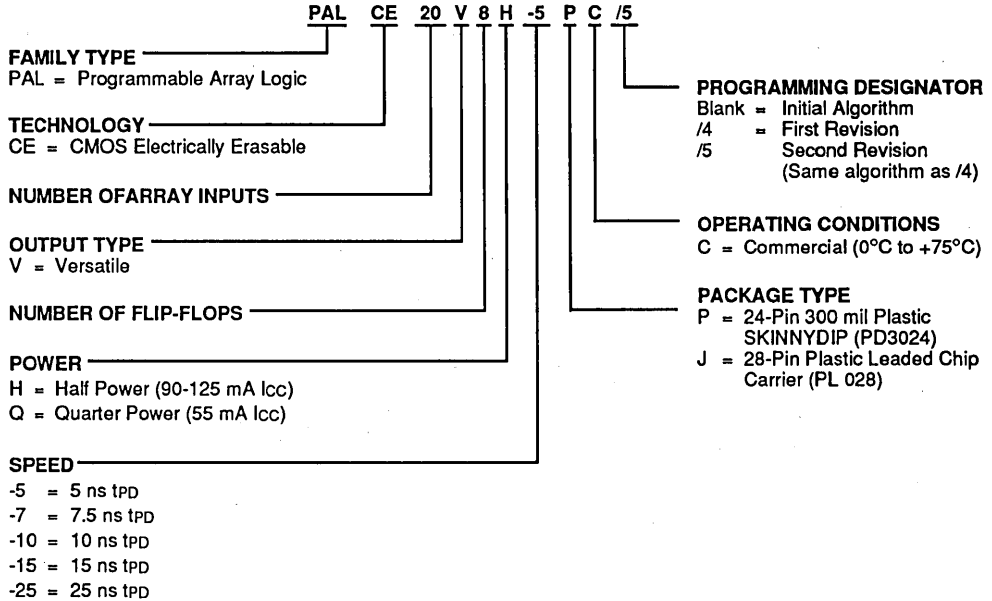 PAL CE 20 V 8 H -5 P C /5
FAMILY TYPE
PAL = Programmable Array Logic
TECHNOLOGY
CE = CMOS Electrically Erasable
NUMBER OFARRAY INPUTS
OUTPUT TYPE
V = Versatile
NUMBER OF FLIP-FLOPS
POWER
H = Half Power (90-125 mA ICC)
Q = Quarter Power (55 mA ICC)
SPEED
-5 = 5 ns tPD
-7 = 7.5 ns tPD
-10 = 10 ns tPD
-15 = 15 ns tPD
-25 = 25 ns tPD
PROGRAMMING DESIGNATOR
Blank = Initial Algorithm
/4 = First Revision
/5 Second Revision
(Same algorithm as /4)
OPERATING CONDITIONS
C = Commercial (0°C to +75°C)
PACKAGE TYPE
P = 24-Pin 300 mil Plastic
SKINNYDIP (PD3024)
J = 28-Pin Plastic Leaded Chip
Carrier (PL 028)